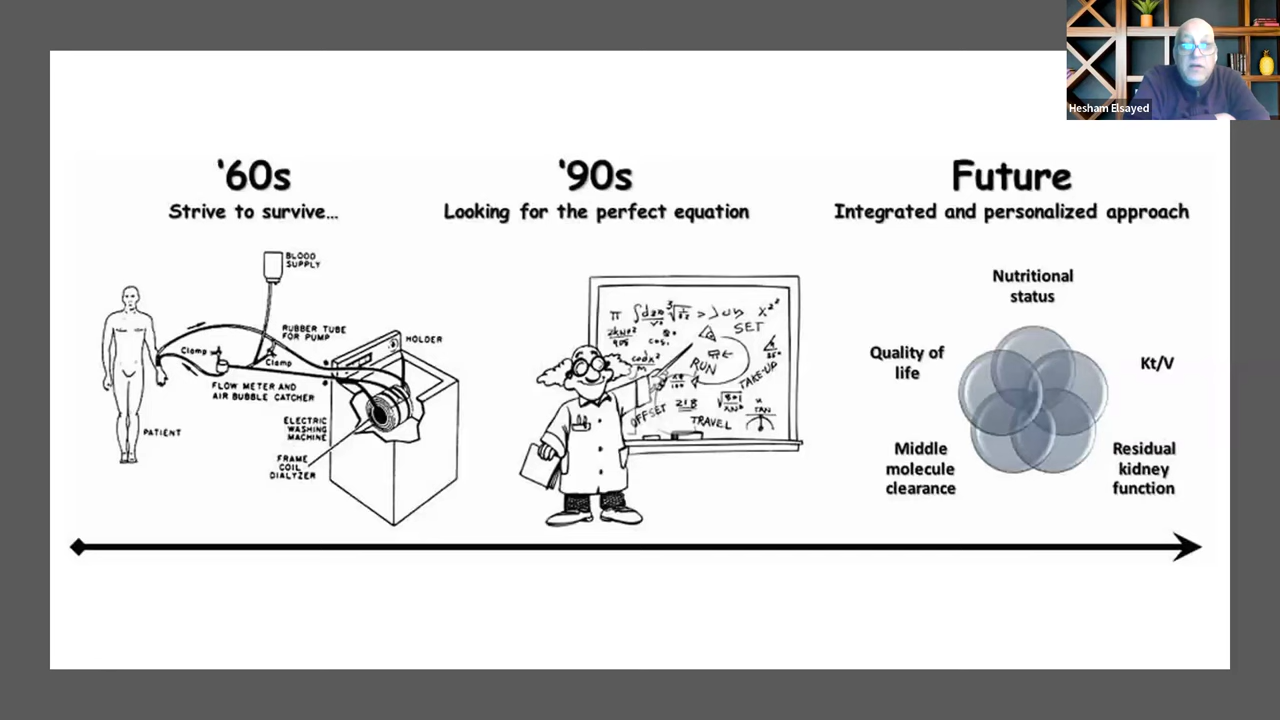 Hesham Elsayed
'60s
Strive to survive...
BLOOD
SUPPLY
RUBBER TUBE
FOR PUMP
HOLDER
Clamp
Clamp
FLOW METER AND
AIR BUBBLE CATCHER
ELECTRIC
WASHING
MACHINE
PATIENT
FRAME
COIL
DIALYZER
'90s
Looking for the perfect equation
SET
RUN
TAKE-UP
OFFSET
218
TRAVEL
Future
Integrated and personalized approach
Nutritional
status
Quality of
life
Kt/V
Middle
molecule
clearance
Residual
kidney
function